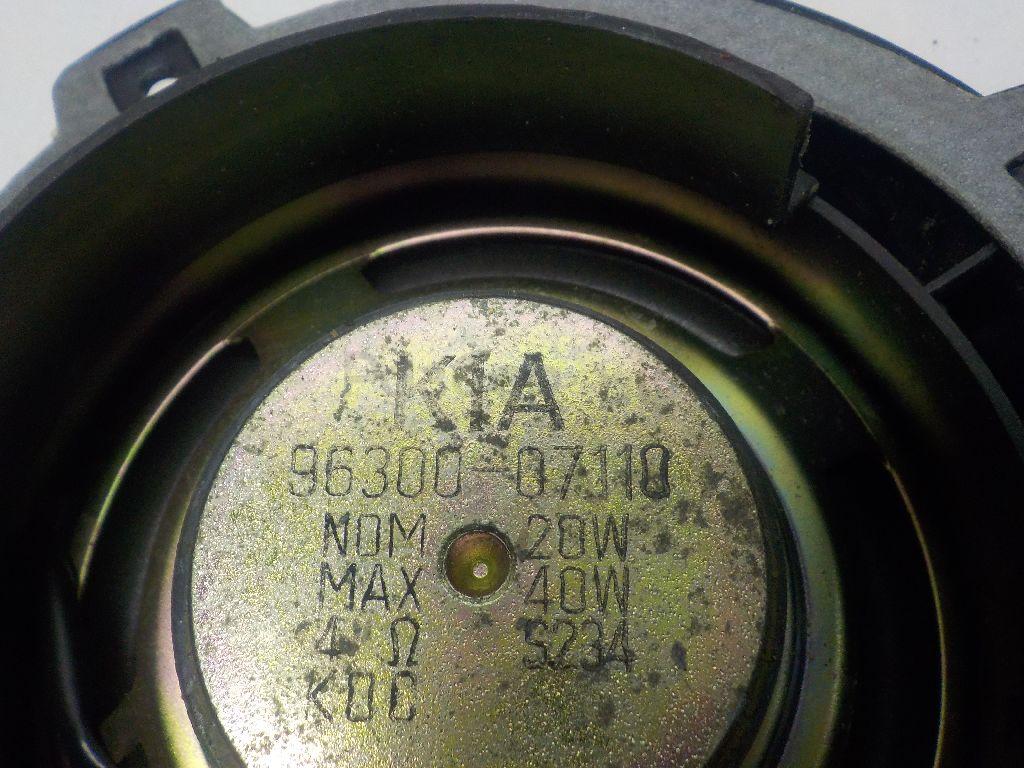 KIA
96300-07110
NOM 20W
MAX 40W
4 Ω S234
KDC